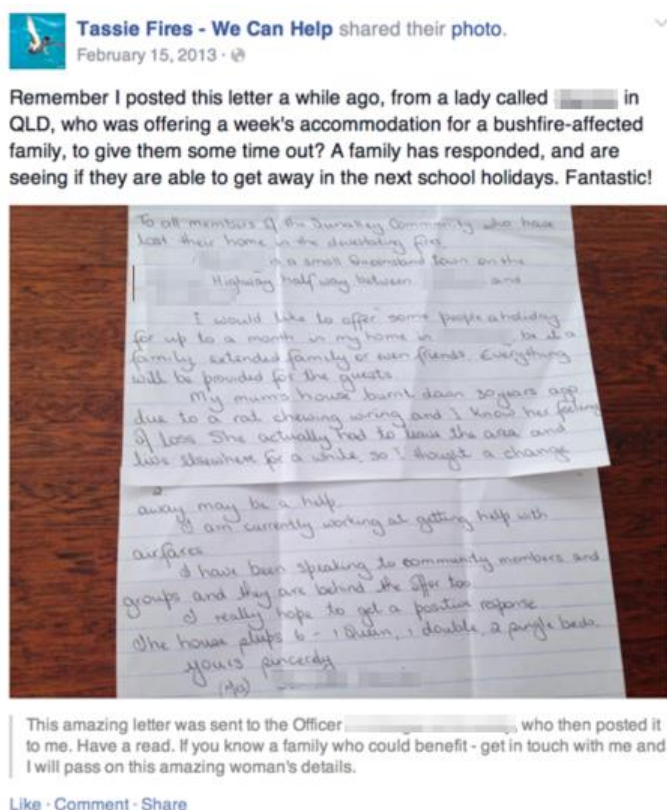 Tassie Fires - We Can Help shared their photo.
February 15, 2013 ·
Remember I posted this letter a while ago, from a lady called in
QLD, who was offering a week's accommodation for a bushfire-affected
family, to give them some time out? A family has responded, and are
seeing if they are able to get away in the next school holidays. Fantastic!
To all members of the Dunalley Community who have
lost their home in the devastating fires.
is a small Queensland town on the
Highway half way between and
I would like to offer some people a holiday
for up to a month in my home in be it a
family, extended family or even friends. Everything
will be provided for the guests.
My mum's house burnt down 30 years ago
due to a rat chewing wiring and I know her feeling
of loss. She actually had to leave the area and
live elsewhere for a while, so I thought a change
2
away may be a help.
I am currently working at getting help with
airfares
I have been speaking to community members and
groups and they are behind the offer too.
I really hope to get a positive response
The house sleeps 6 - 1 Queen, 1 double, 2 single beds.
yours sincerely
(Mrs)
This amazing letter was sent to the Officer , who then posted it
to me. Have a read. If you know a family who could benefit - get in touch with me and
I will pass on this amazing woman's details.
Like · Comment · Share